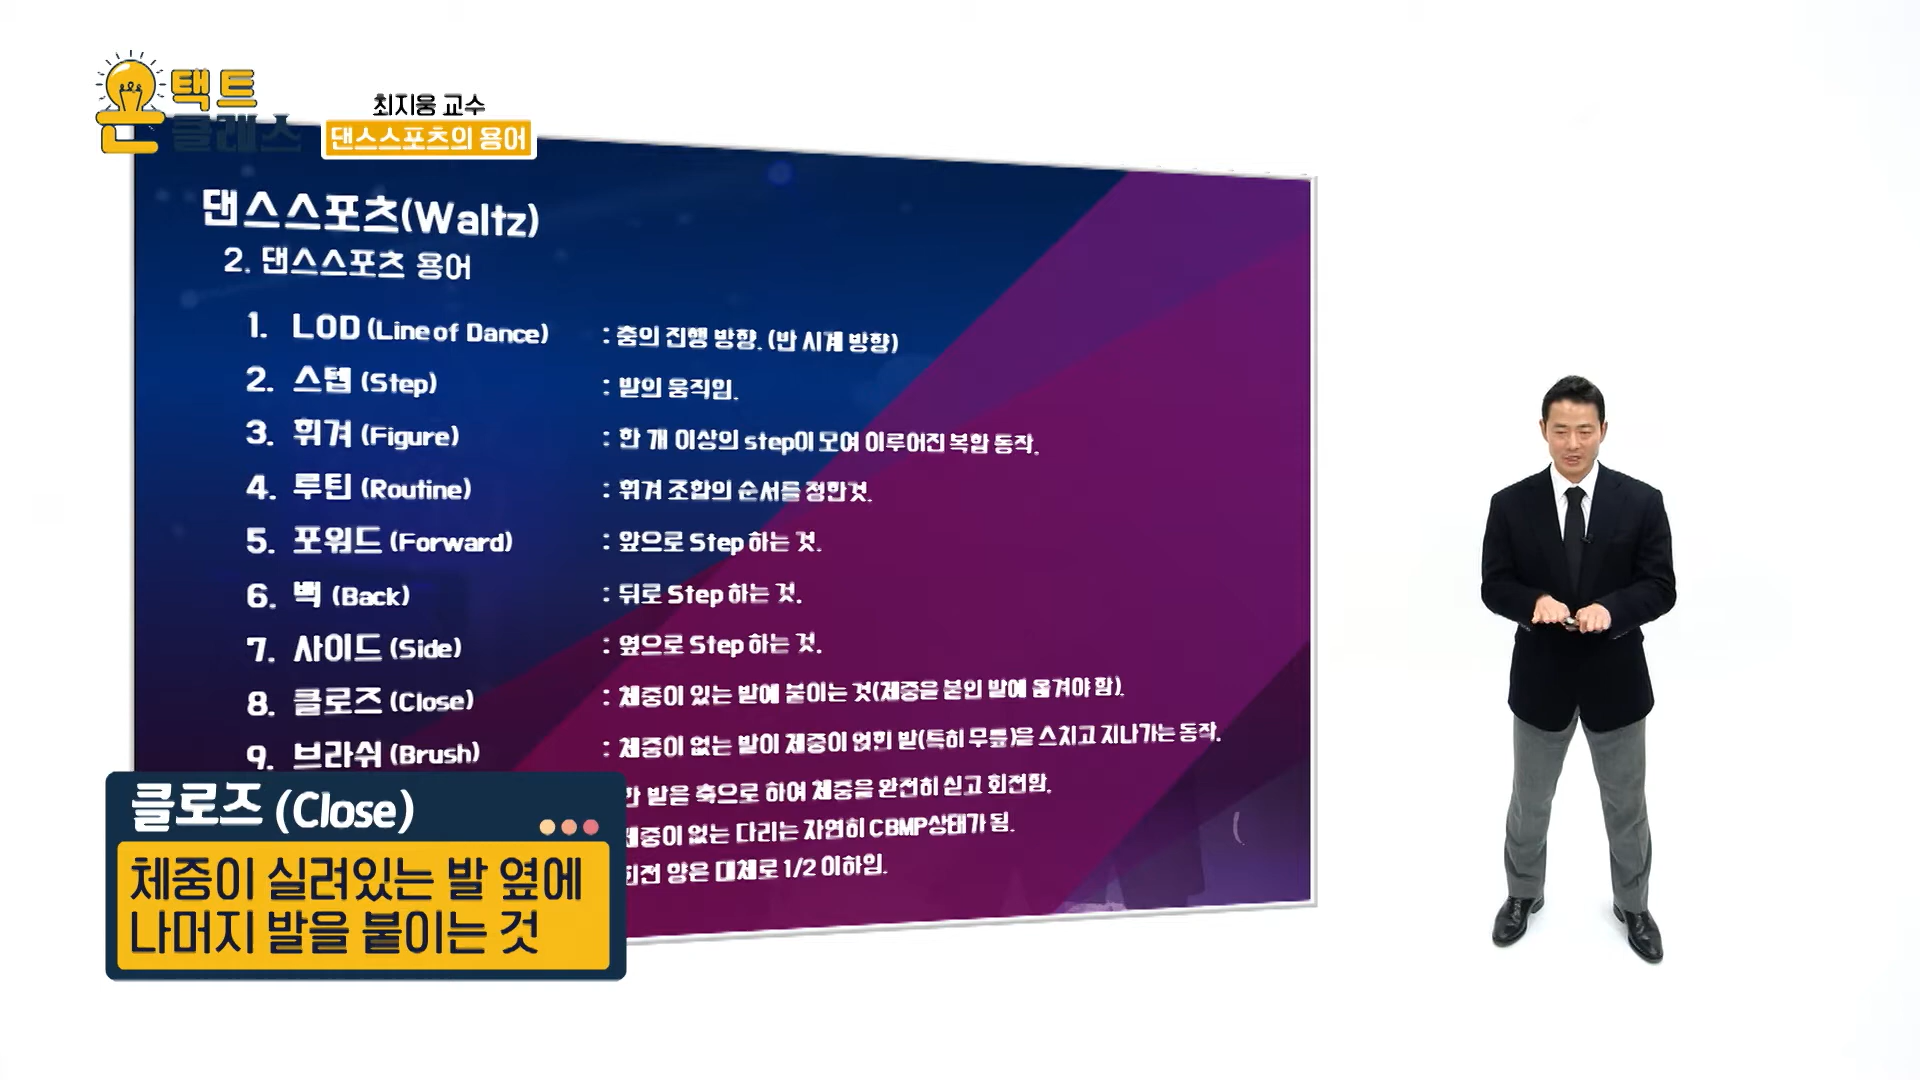 온택트
클래스
최지웅 교수
댄스스포츠의 용어
댄스스포츠(Waltz)
2. 댄스스포츠 용어
1. LOD (Line of Dance) : 춤의 진행 방향. (반 시계 방향)
2. 스텝 (Step) : 발의 움직임.
3. 휘겨 (Figure) : 한 개 이상의 step이 모여 이루어진 복합 동작.
4. 루틴 (Routine) : 휘겨 조합의 순서를 정한것.
5. 포워드 (Forward) : 앞으로 Step 하는 것.
6. 백 (Back) : 뒤로 Step 하는 것.
7. 사이드 (Side) : 옆으로 Step 하는 것.
8. 클로즈 (Close) : 체중이 있는 발에 붙이는 것(체중을 붙인 발에 옮겨야 함).
9. 브라쉬 (Brush) : 체중이 없는 발이 체중이 얹힌 발(특히 무릎)을 스치고 지나가는 동작.
한 발을 축으로 하여 체중을 완전히 싣고 회전함.
체중이 없는 다리는 자연히 CBMP상태가 됨.
회전 양은 대체로 1/2 이하임.
클로즈 (Close)
체중이 실려있는 발 옆에
나머지 발을 붙이는 것